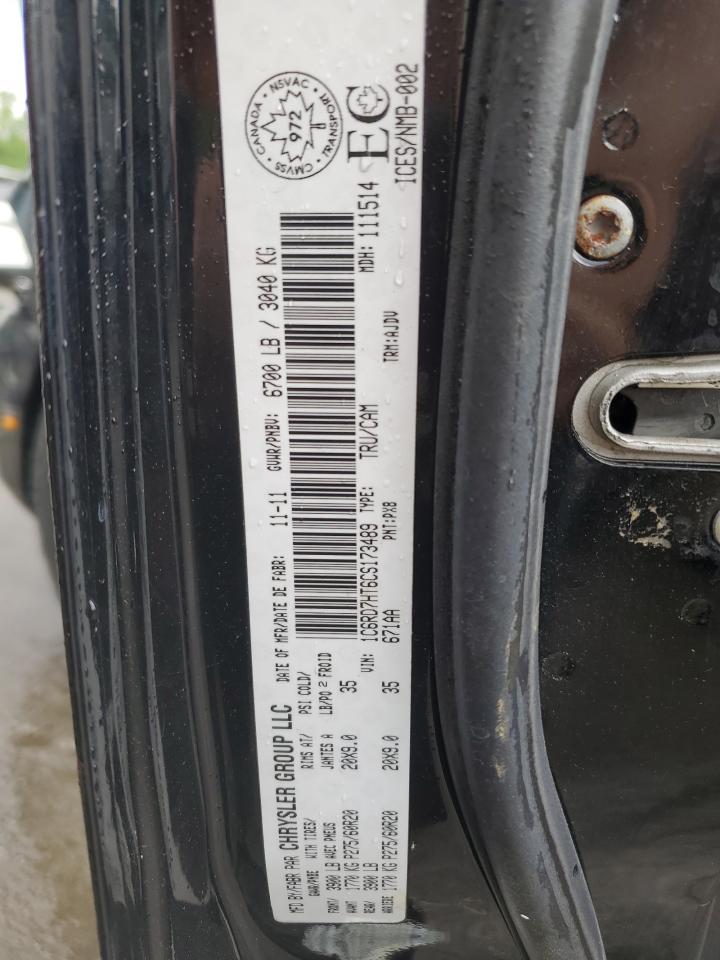 MFD BY/FABR PAR CHRYSLER GROUP LLC DATE OF MFR/DATE DE FABR: 11-11 GVWR/PNBV: 6700 LB / 3040 KG
GAWR/PNBE WITH TIRES/ RIMS AT/ PSI COLD/
FRONT/ 3900 LB AVEC PNEUS JANTES A LB/PO 2 FROID
AVANT 1770 KG P275/60R20 20X9.0 35
REAR/ 3900 LB VIN: 1C6RD7HT6CS173489 TYPE: TRU/CAM MDH: 111514
ARRIERE 1770 KG P275/60R20 20X9.0 35 671AA PNT:PXB TRM:AJDV
CMVSS • CANADA • NSVAC • TRANSPORT
972
EC
ICES/NMB-002